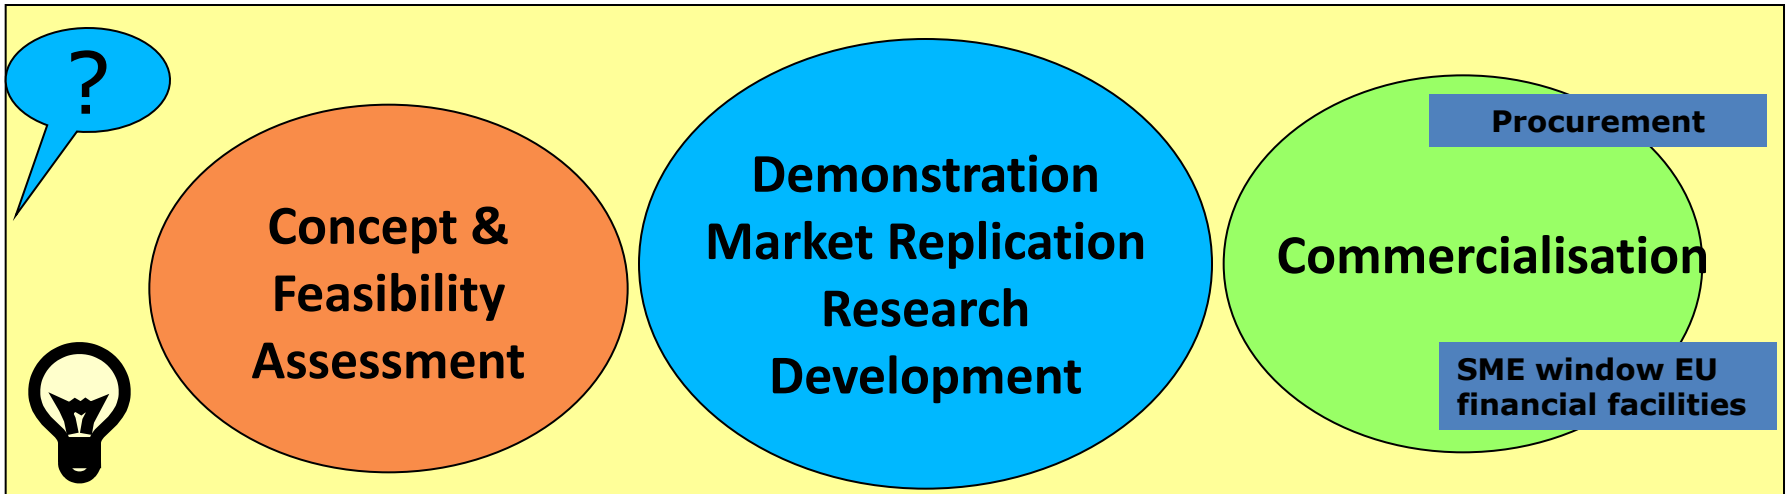 ?
Concept &
Feasibility
Assessment
Demonstration
Market Replication
Research
Development
Procurement
Commercialisation
SME window EU
financial facilities